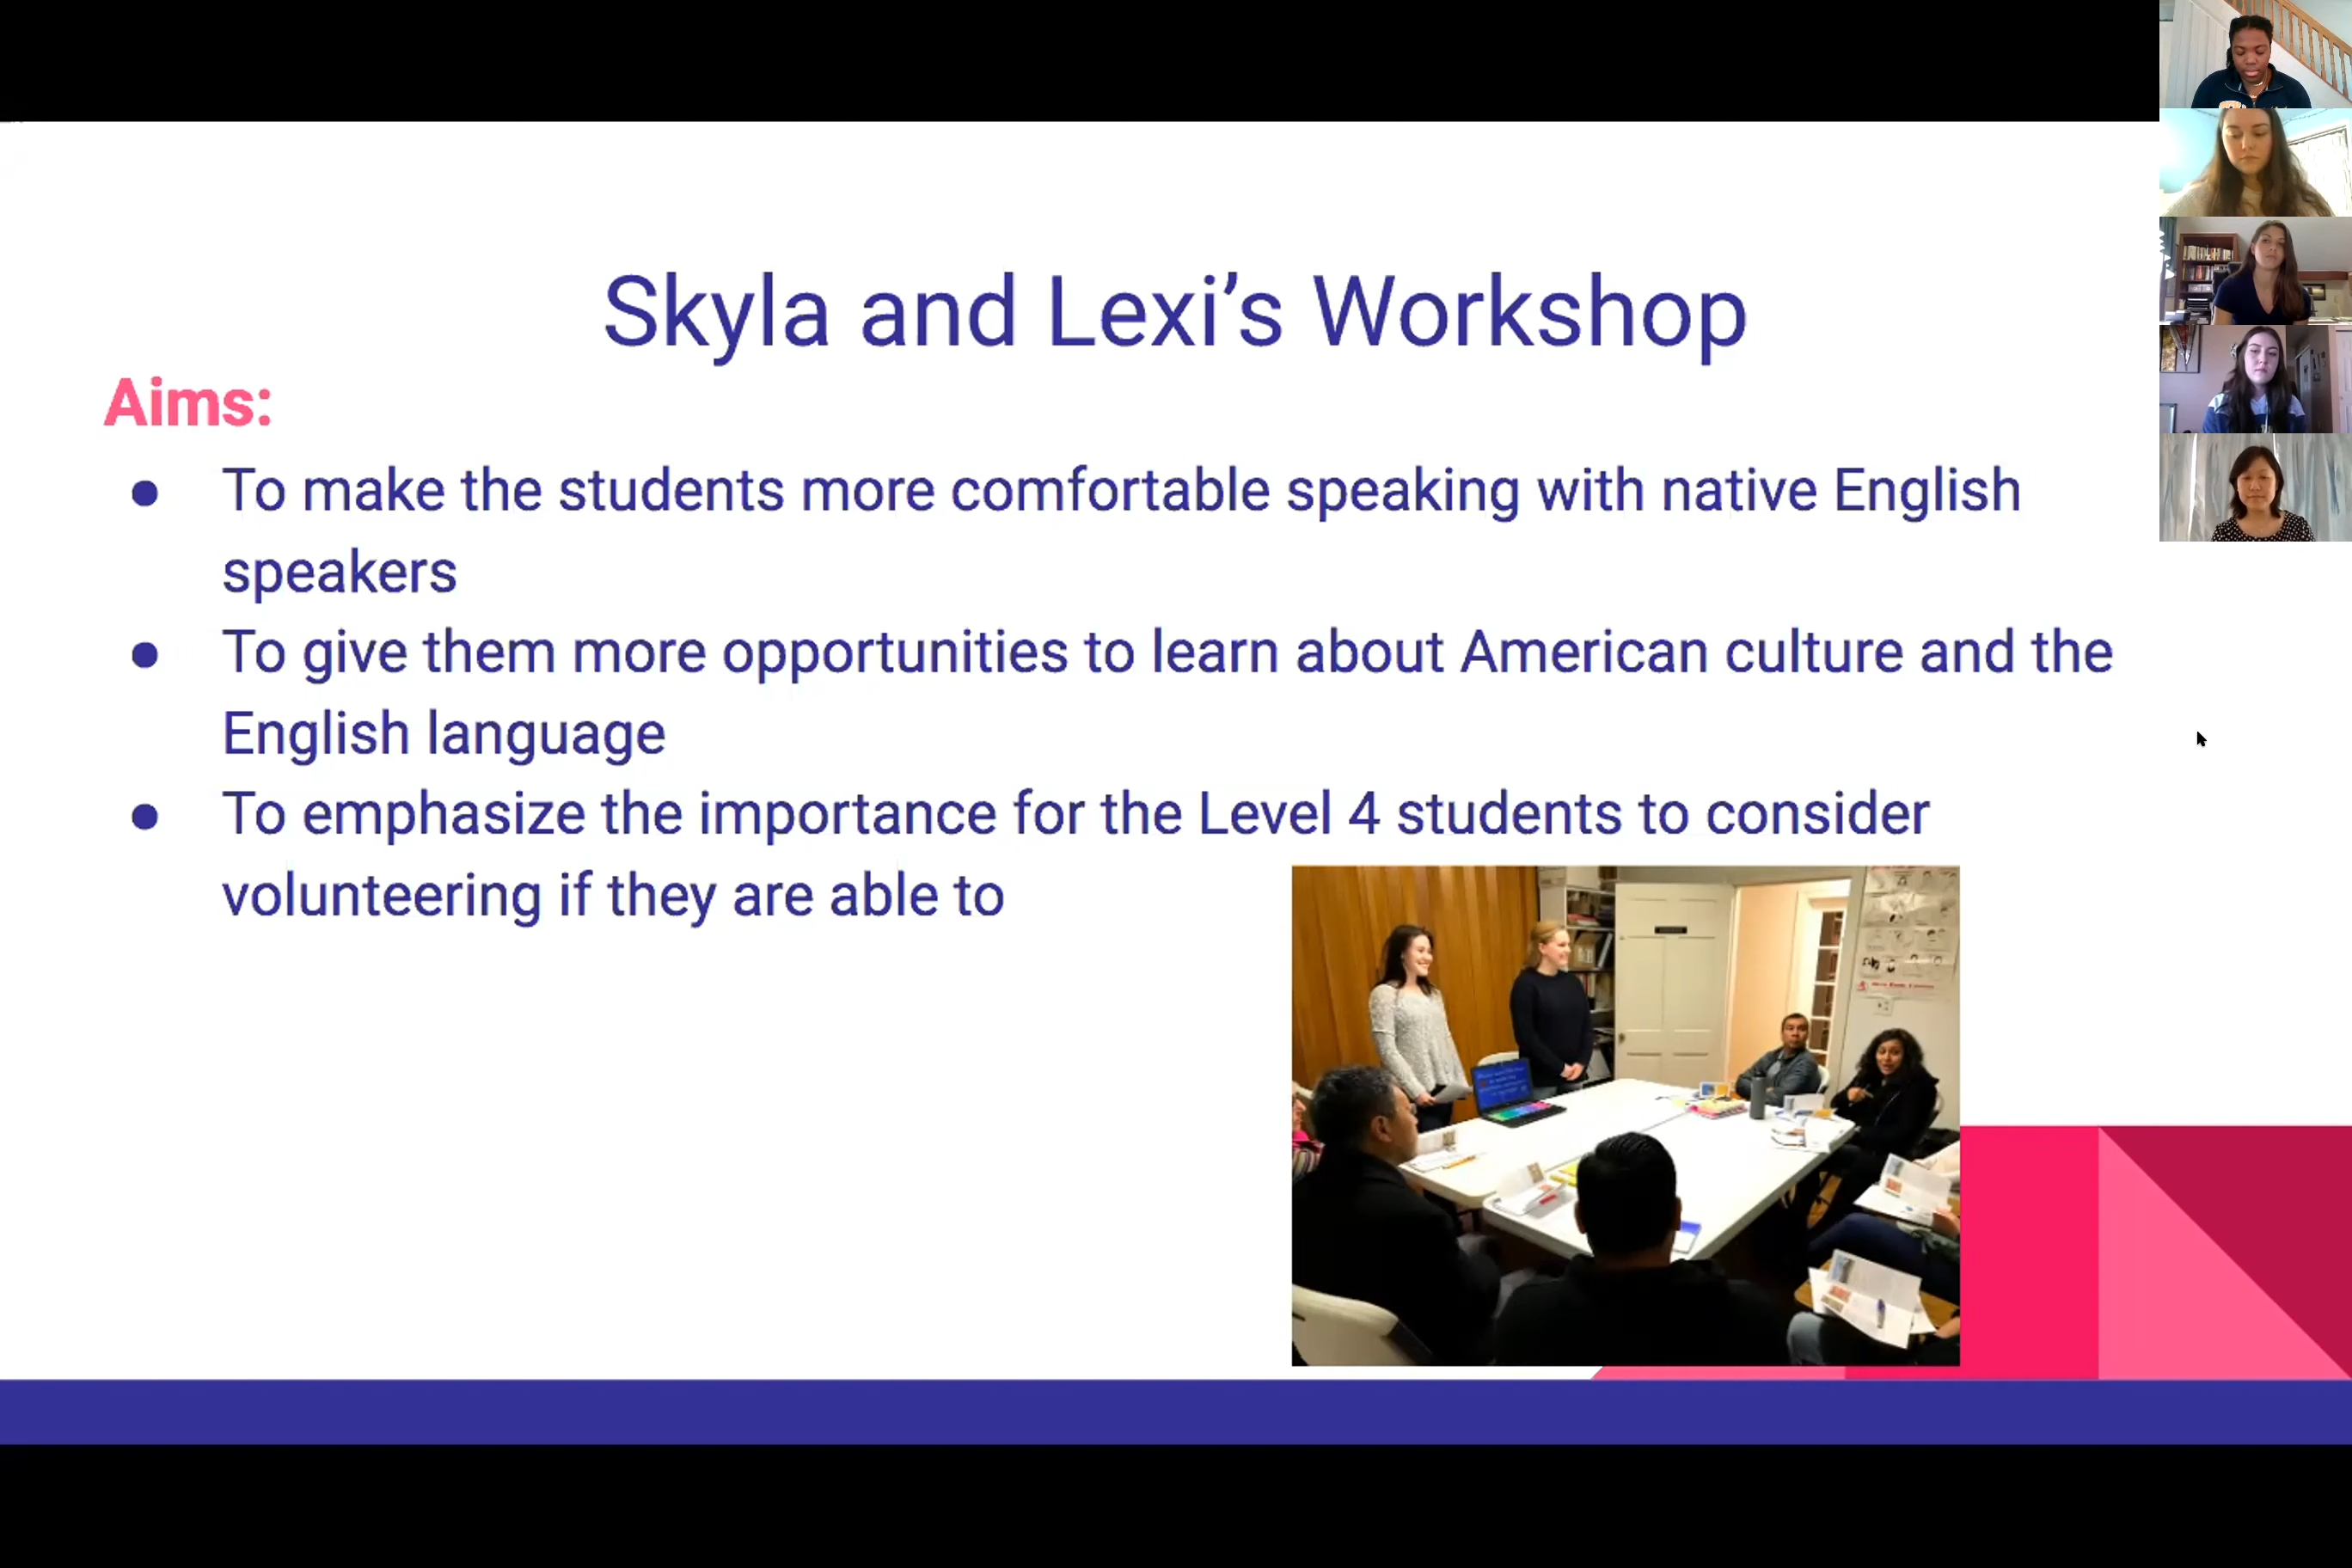 Skyla and Lexi’s Workshop
Aims:
● To make the students more comfortable speaking with native English
speakers
● To give them more opportunities to learn about American culture and the
English language
● To emphasize the importance for the Level 4 students to consider
volunteering if they are able to